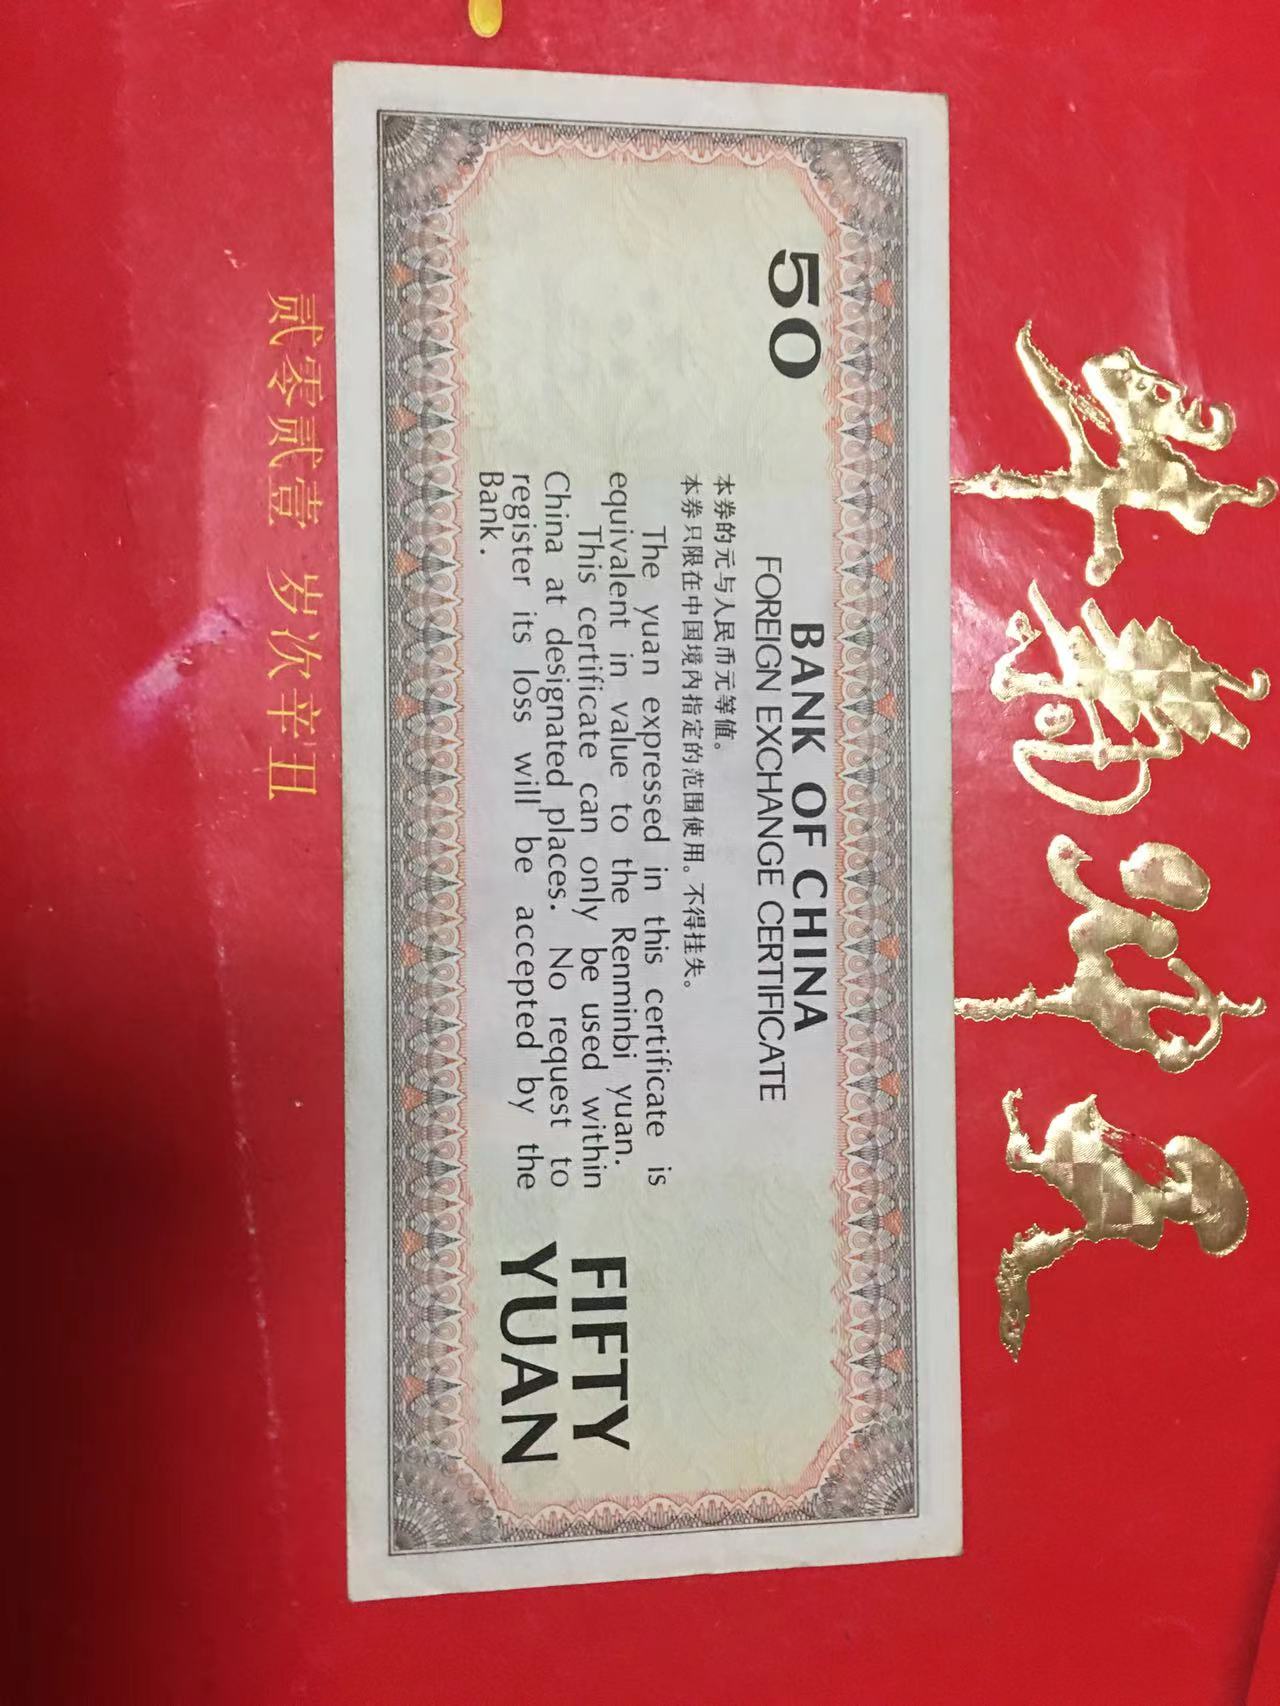 50
BANK OF CHINA
FOREIGN EXCHANGE CERTIFICATE
本券的元与人民币元等值。
本券只限在中国境内指定的范围使用。不得挂失。
The yuan expressed in this certificate is
equivalent in value to the Renminbi yuan.
This certificate can only be used within
China at designated places. No request to
register its loss will be accepted by the
Bank.
FIFTY
YUAN
贰零贰壹 岁次辛丑